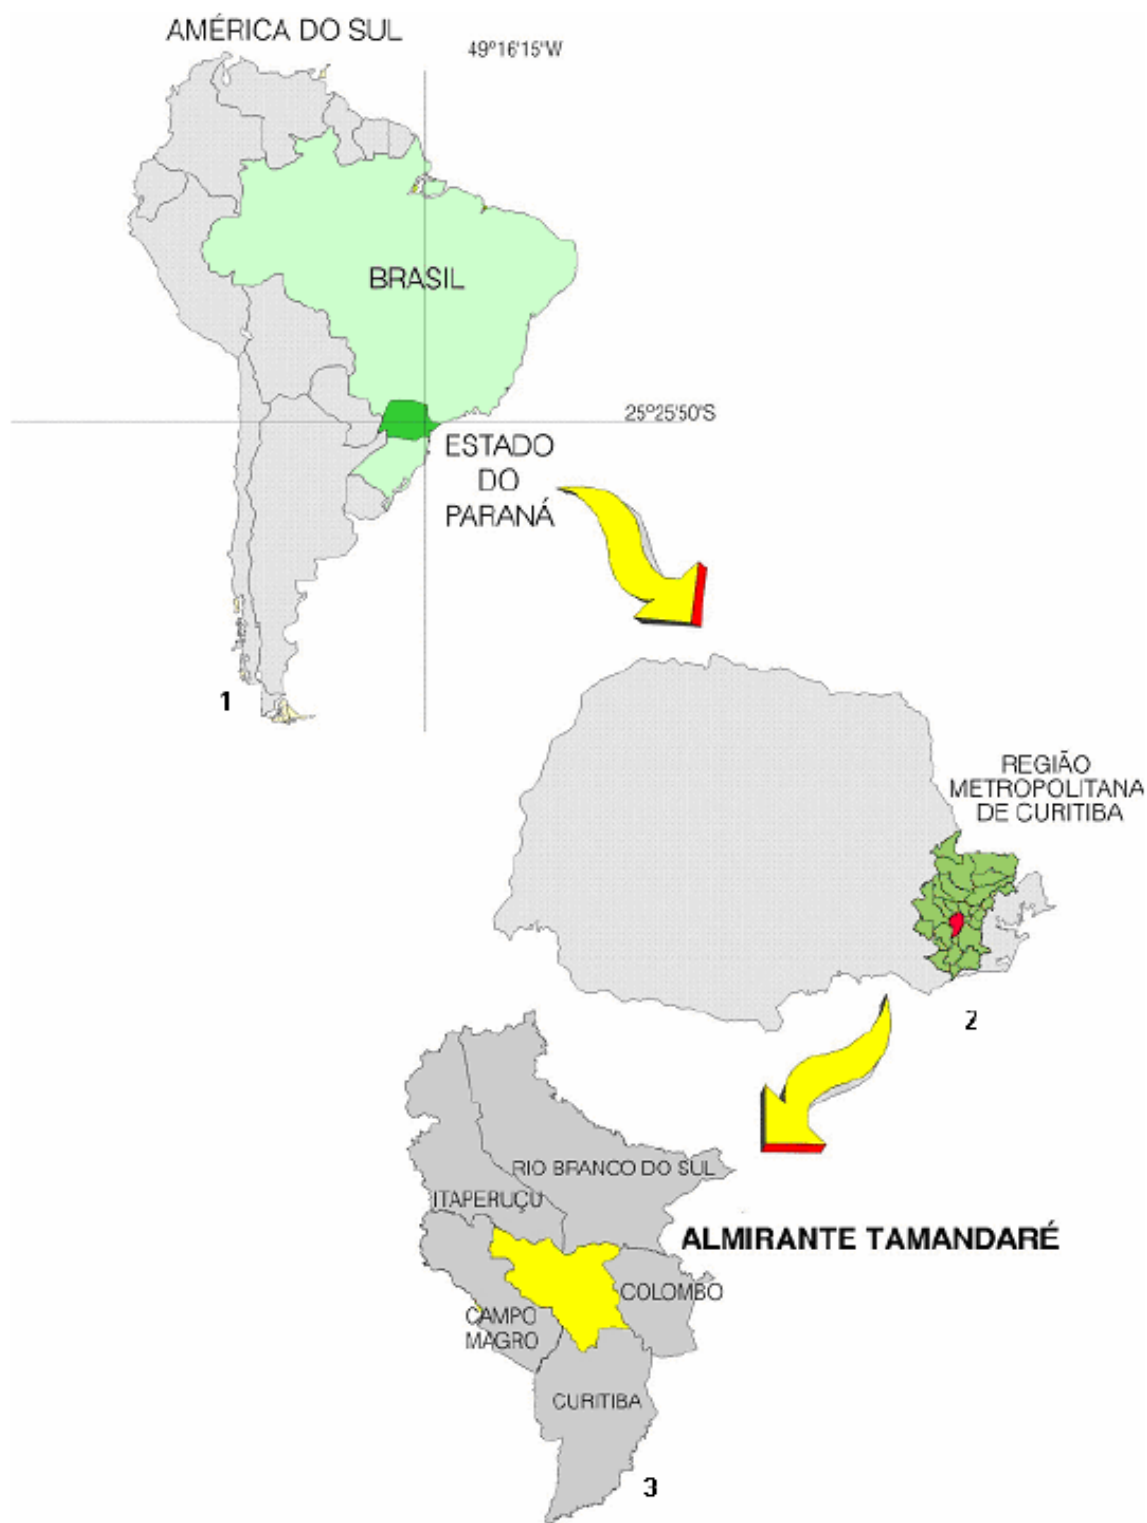 AMÉRICA DO SUL
49º16'15"W
BRASIL
25º25'50"S
ESTADO
DO
PARANÁ
1
REGIÃO
METROPOLITANA
DE CURITIBA
2
RIO BRANCO DO SUL
ITAPERUÇU
ALMIRANTE TAMANDARÉ
COLOMBO
CAMPO
MAGRO
CURITIBA
3